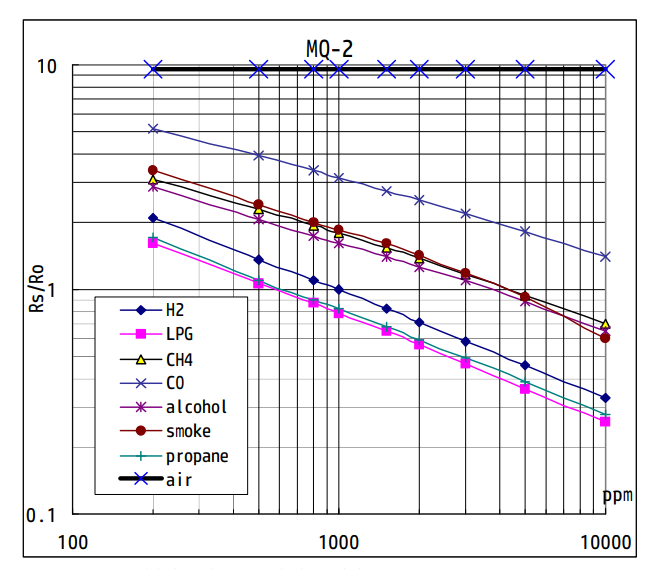 MQ-2
10
Rs/Ro
1
H2
LPG
CH4
CO
alcohol
smoke
propane
air
ppm
0.1
100
1000
10000